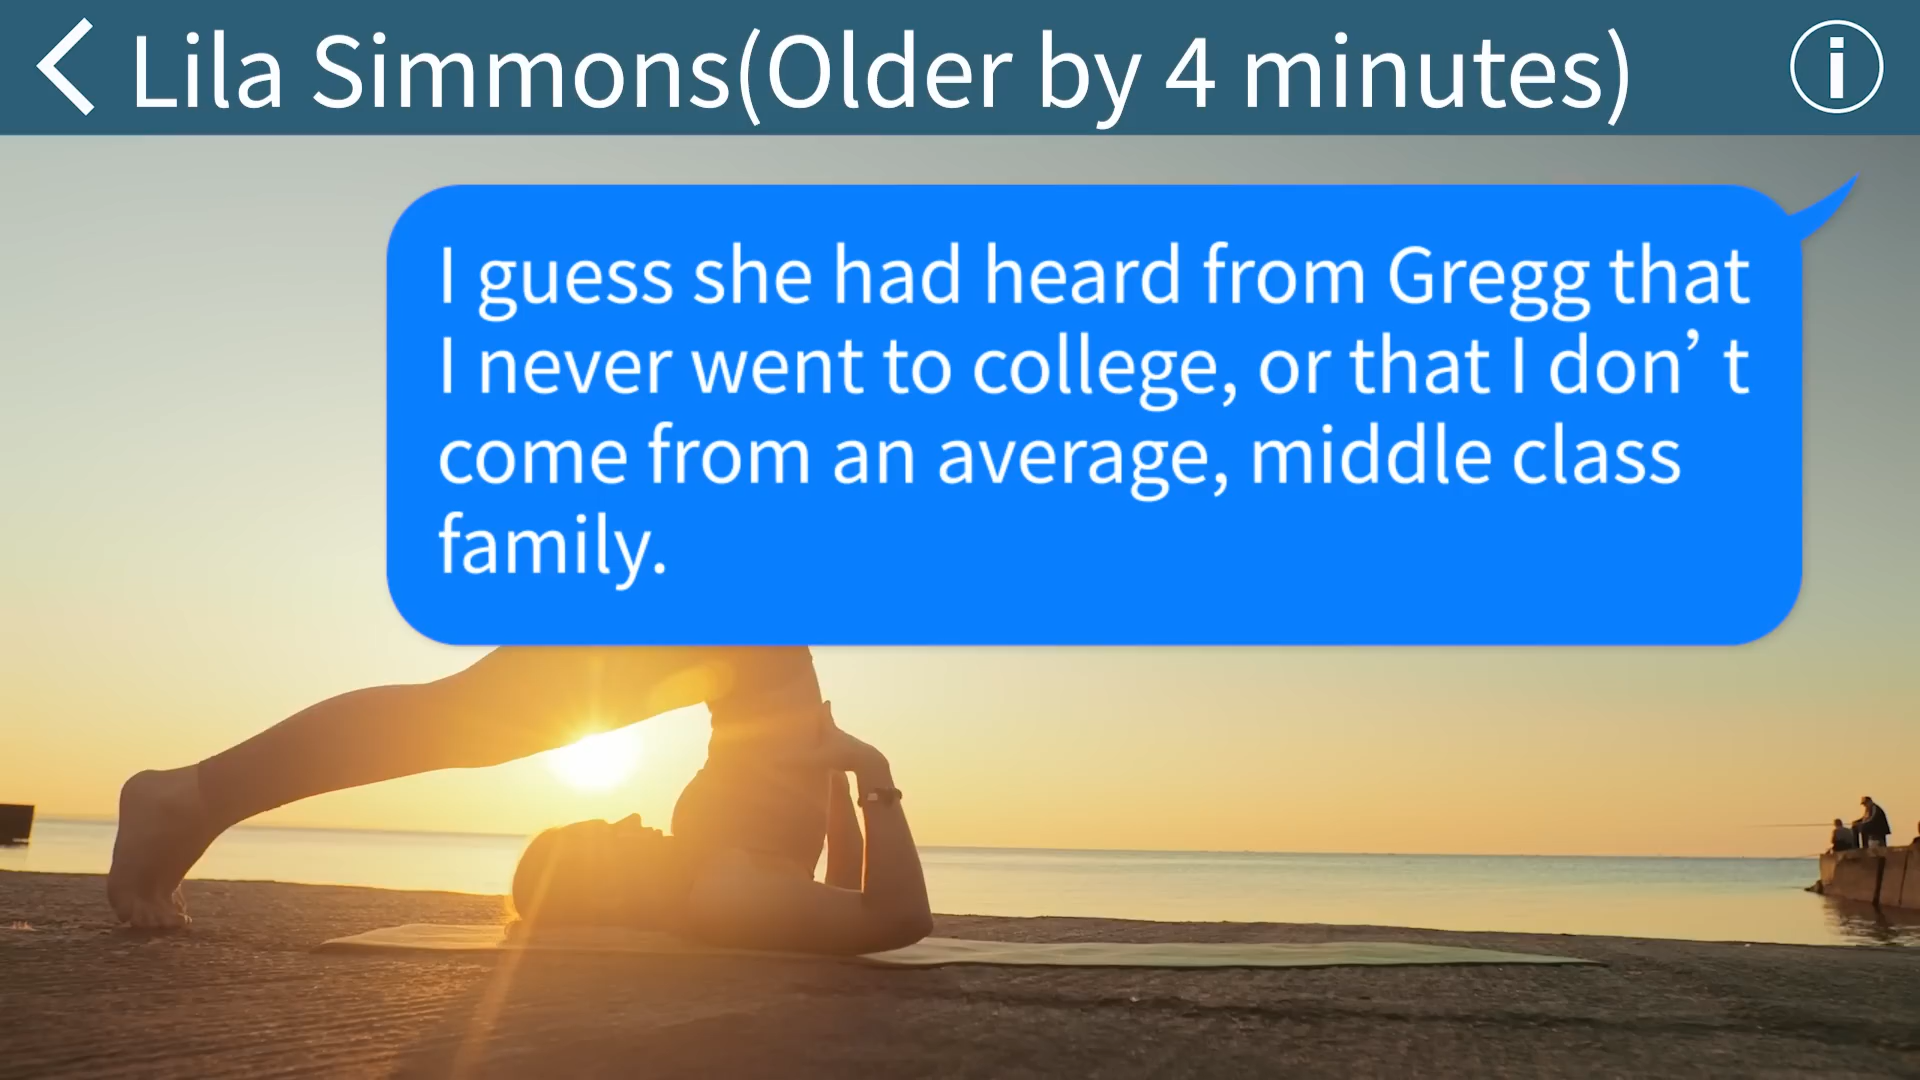 Lila Simmons(Older by 4 minutes)
I guess she had heard from Gregg that
I never went to college, or that I don’t
come from an average, middle class
family.